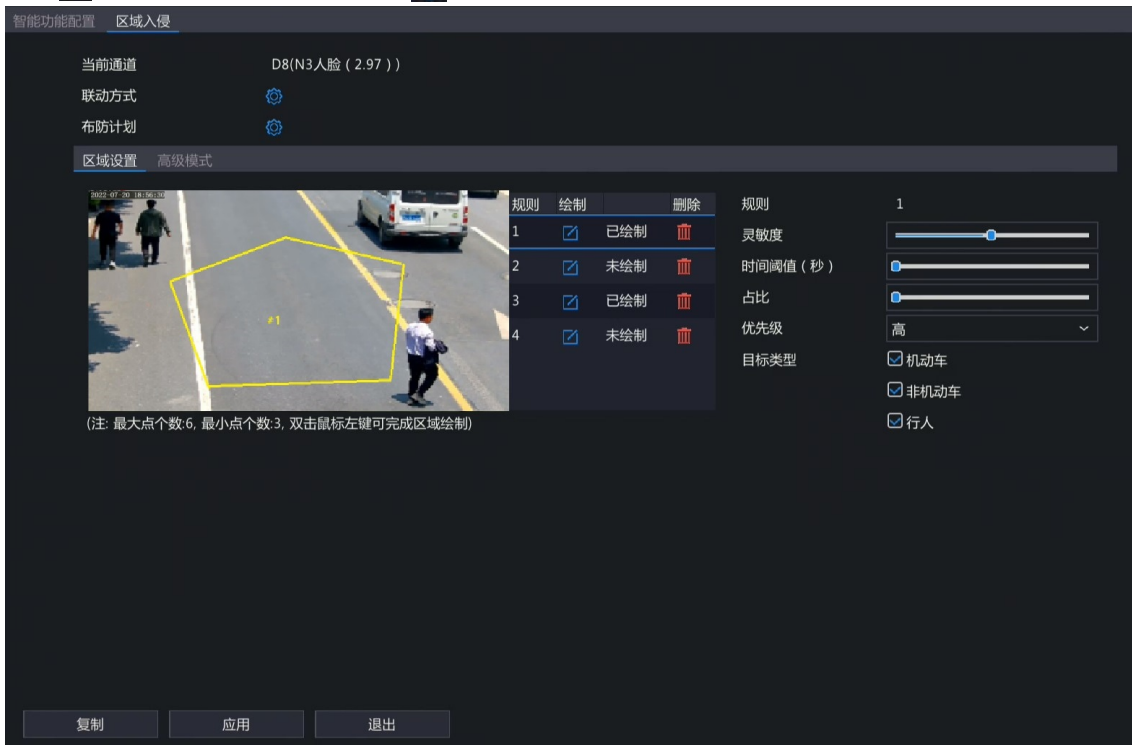 智能功能配置 区域入侵
当前通道 D8(N3人脸 ( 2.97 ) )
联动方式
布防计划
区域设置 高级模式
2022-07-20 18:56:30
#1
规则 绘制 删除
1 已绘制
2 未绘制
3 已绘制
4 未绘制
规则 1
灵敏度
时间阈值 ( 秒 )
占比
优先级 高
目标类型 机动车
非机动车
行人
(注: 最大点个数:6, 最小点个数:3, 双击鼠标左键可完成区域绘制)
复制 应用 退出